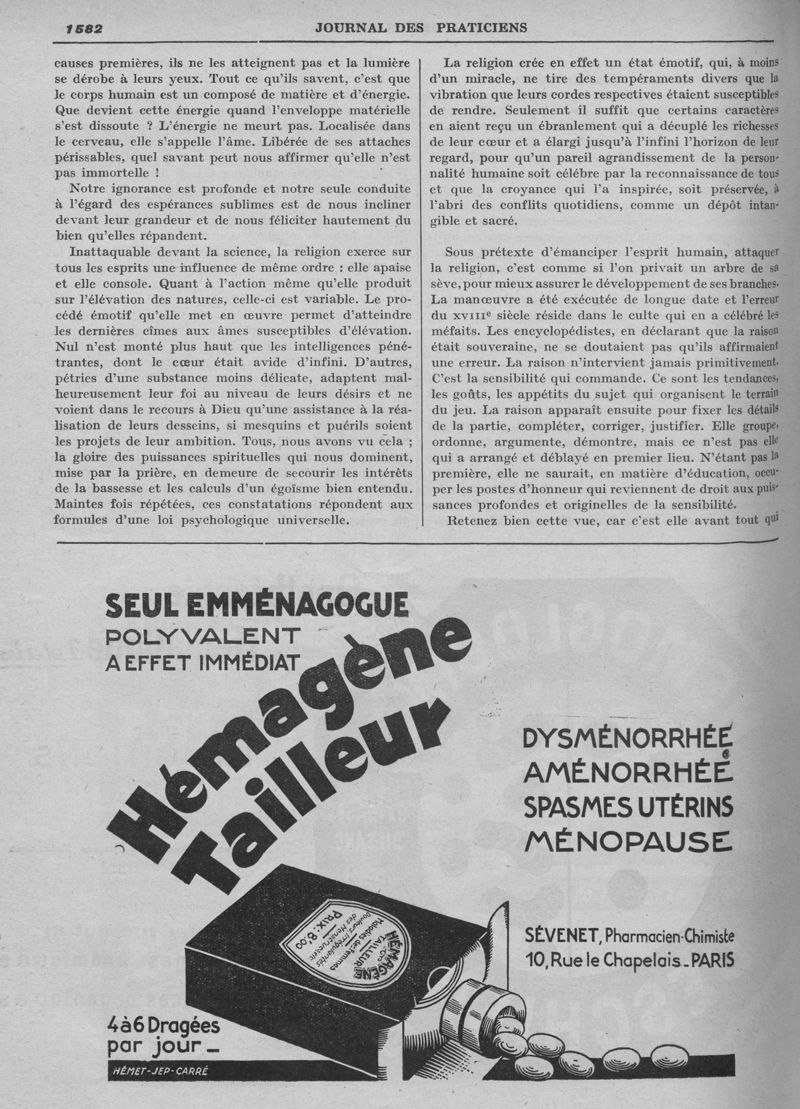 1582
JOURNAL DES PRATICIENS
causes premières, ils ne les atteignent pas et la lumière
se dérobe à leurs yeux. Tout ce qu'ils savent, c'est que
le corps humain est un composé de matière et d'énergie.
Que devient cette énergie quand l'enveloppe matérielle
s'est dissoute ? L'énergie ne meurt pas. Localisée dans
le cerveau, elle s'appelle l'âme. Libérée de ses attaches
périssables, quel savant peut nous affirmer qu'elle n'est
pas immortelle !
Notre ignorance est profonde et notre seule conduite
à l'égard des espérances sublimes est de nous incliner
devant leur grandeur et de nous féliciter hautement du
bien qu'elles répandent.
Inattaquable devant la science, la religion exerce sur
tous les esprits une influence de même ordre : elle apaise
et elle console. Quant à l'action même qu'elle produit
sur l'élévation des natures, celle-ci est variable. Le pro-
cédé émotif qu'elle met en œuvre permet d'atteindre
les dernières cîmes aux âmes susceptibles d'élévation.
Nul n'est monté plus haut que les intelligences péné-
trantes, dont le cœur était avide d'infini. D'autres,
pétries d'une substance moins délicate, adaptent mal-
heureusement leur foi au niveau de leurs désirs et ne
voient dans le recours à Dieu qu'une assistance à la réa-
lisation de leurs desseins, si mesquins et puérils soient
les projets de leur ambition. Tous, nous avons vu cela ;
la gloire des puissances spirituelles qui nous dominent,
mise par la prière, en demeure de secourir les intérêts
de la bassesse et les calculs d'un égoïsme bien entendu.
Maintes fois répétées, ces constatations répondent aux
formules d'une loi psychologique universelle.
La religion crée en effet un état émotif, qui, à moins
d'un miracle, ne tire des tempéraments divers que la
vibration que leurs cordes respectives étaient susceptibles
de rendre. Seulement il suffit que certains caractères
en aient reçu un ébranlement qui a décuplé les richesses
de leur cœur et a élargi jusqu'à l'infini l'horizon de leur
regard, pour qu'un pareil agrandissement de la person-
nalité humaine soit célébré par la reconnaissance de tous
et que la croyance qui l'a inspirée, soit préservée, à
l'abri des conflits quotidiens, comme un dépôt intan-
gible et sacré.
Sous prétexte d'émanciper l'esprit humain, attaquer
la religion, c'est comme si l'on privait un arbre de sa
sève, pour mieux assurer le développement de ses branches.
La manœuvre a été exécutée de longue date et l'erreur
du XVIIIe siècle réside dans le culte qui en a célébré les
méfaits. Les encyclopédistes, en déclarant que la raison
était souveraine, ne se doutaient pas qu'ils affirmaient
une erreur. La raison n'intervient jamais primitivement.
C'est la sensibilité qui commande. Ce sont les tendances,
les goûts, les appétits du sujet qui organisent le terrain
du jeu. La raison apparaît ensuite pour fixer les détails
de la partie, compléter, corriger, justifier. Elle groupe,
ordonne, argumente, démontre, mais ce n'est pas elle
qui a arrangé et déblayé en premier lieu. N'étant pas la
première, elle ne saurait, en matière d'éducation, occu-
per les postes d'honneur qui reviennent de droit aux puis-
sances profondes et originelles de la sensibilité.
Retenez bien cette vue, car c'est elle avant tout qui
SEUL EMMÉNAGOGUE
POLYVALENT
A EFFET IMMÉDIAT
Hémagène
Tailleur
DYSMÉNORRHÉE
AMÉNORRHÉE
SPASMES UTÉRINS
MÉNOPAUSE
HÉMAGÈNE
TAILLEUR
Maladies des Femmes
Douleurs, Irrégularités
des Menstruences
PRIX: 8.00
SÉVENET, Pharmacien-Chimiste
10, Rue le Chapelais_PARIS
4 à 6 Dragées
par jour_
HÉMET-JEP-CARRÉ